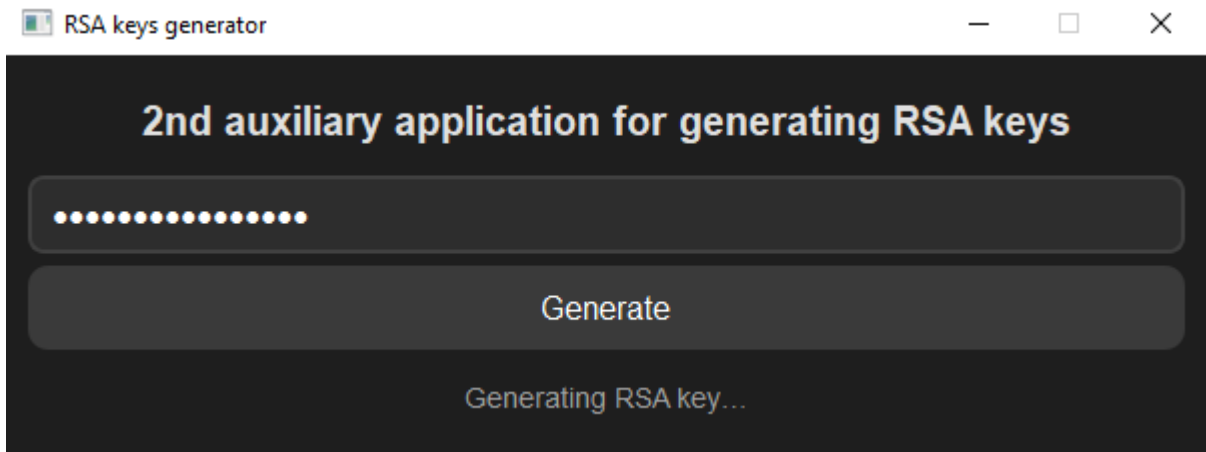 RSA keys generator
2nd auxiliary application for generating RSA keys
••••••••••••••••
Generate
Generating RSA key...